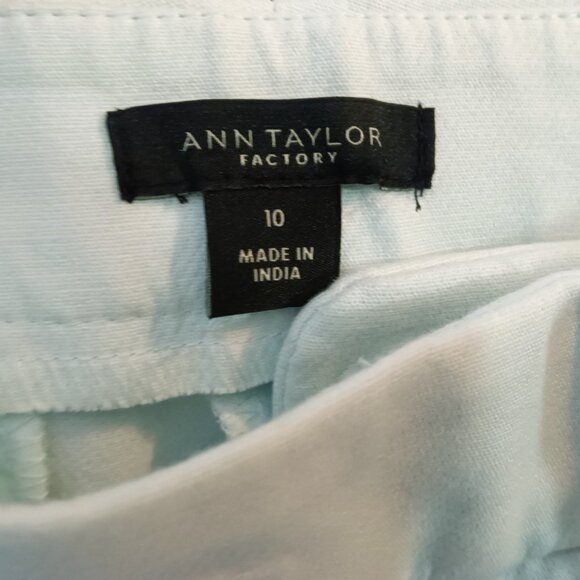 ANN TAYLOR
FACTORY
10
MADE IN
INDIA